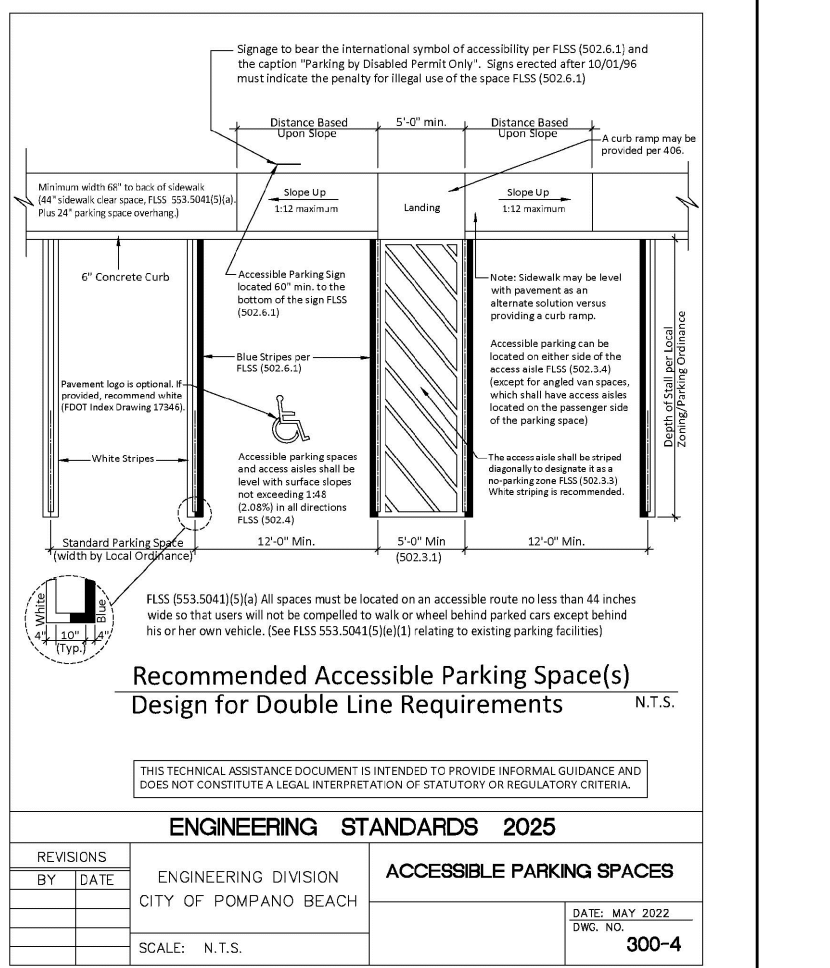 Signage to bear the international symbol of accessibility per FLSS (502.6.1) and
the caption "Parking by Disabled Permit Only". Signs erected after 10/01/96
must indicate the penalty for illegal use of the space FLSS (502.6.1)
Distance Based
Upon Slope
5'-0" min.
Distance Based
Upon Slope
A curb ramp may be
provided per 406.
Minimum width 68" to back of sidewalk
(44" sidewalk clear space, FLSS 553.5041(5)(a).
Plus 24" parking space overhang.)
Slope Up
1:12 maximum
Landing
Slope Up
1:12 maximum
6" Concrete Curb
Accessible Parking Sign
located 60" min. to the
bottom of the sign FLSS
(502.6.1)
Note: Sidewalk may be level
with pavement as an
alternate solution versus
providing a curb ramp.
Blue Stripes per
FLSS (502.6.1)
Accessible parking can be
located on either side of the
access aisle FLSS (502.3.4)
(except for angled van spaces,
which shall have access aisles
located on the passenger side
of the parking space)
Depth of Stall per Local
Zoning/Parking Ordinance
Pavement logo is optional. If
provided, recommend white
(FDOT Index Drawing 17346).
White Stripes
Accessible parking spaces
and access aisles shall be
level with surface slopes
not exceeding 1:48
(2.08%) in all directions
FLSS (502.4)
The access aisle shall be striped
diagonally to designate it as a
no-parking zone FLSS (502.3.3)
White striping is recommended.
Standard Parking Space
(width by Local Ordinance)
12'-0" Min.
5'-0" Min
(502.3.1)
12'-0" Min.
White
Blue
4"
10"
4"
(Typ.)
FLSS (553.5041)(5)(a) All spaces must be located on an accessible route no less than 44 inches
wide so that users will not be compelled to walk or wheel behind parked cars except behind
his or her own vehicle. (See FLSS 553.5041(5)(e)(1) relating to existing parking facilities)
Recommended Accessible Parking Space(s)
Design for Double Line Requirements
N.T.S.
THIS TECHNICAL ASSISTANCE DOCUMENT IS INTENDED TO PROVIDE INFORMAL GUIDANCE AND
DOES NOT CONSTITUTE A LEGAL INTERPRETATION OF STATUTORY OR REGULATORY CRITERIA.
ENGINEERING STANDARDS 2025
REVISIONS
BY
DATE
ENGINEERING DIVISION
CITY OF POMPANO BEACH
SCALE: N.T.S.
ACCESSIBLE PARKING SPACES
DATE: MAY 2022
DWG. NO.
300-4